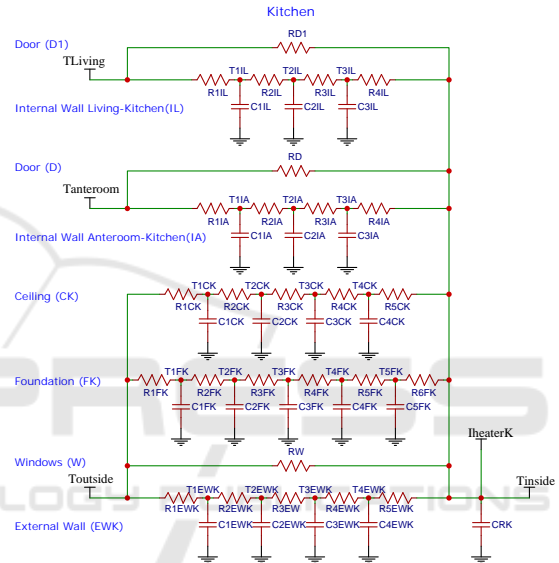 Kitchen
Door (D1)
RD1
TLiving
T1IL T2IL T3IL
R1IL R2IL R3IL R4IL
Internal Wall Living-Kitchen(IL)
C1IL C2IL C3IL
Door (D)
RD
Tanteroom
T1IA T2IA T3IA
R1IA R2IA R3IA R4IA
Internal Wall Anteroom-Kitchen(IA)
C1IA C2IA C3IA
Ceiling (CK)
T1CK T2CK T3CK T4CK
R1CK R2CK R3CK R4CK R5CK
C1CK C2CK C3CK C4CK
Foundation (FK)
T1FK T2FK T3FK T4FK T5FK
R1FK R2FK R3FK R4FK R5FK R6FK
C1FK C2FK C3FK C4FK C5FK
IheaterK
Windows (W)
RW
Toutside
Tinside
T1EWK T2EWK T3EWK T4EWK
R1EWK R2EWK R3EW R4EWK R5EWK
External Wall (EWK)
C1EWK C2EWK C3EWK C4EWK
CRK